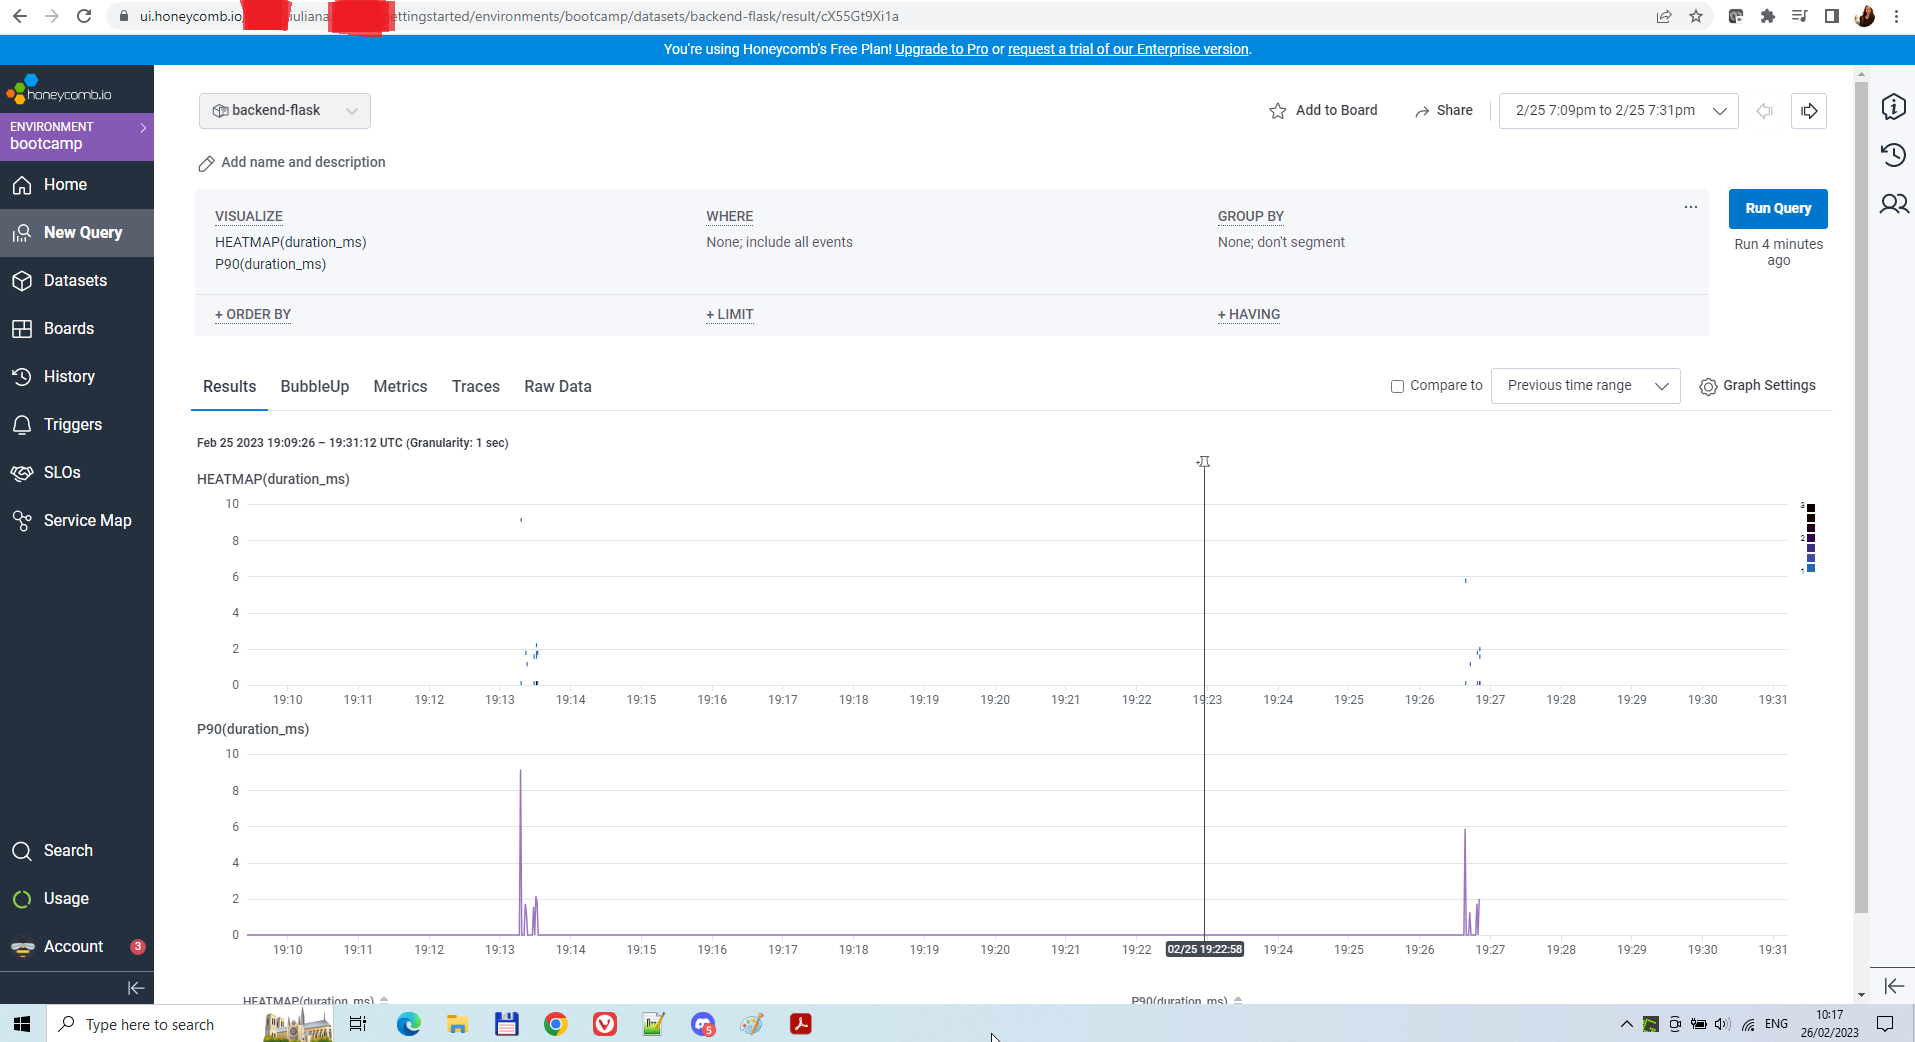 ui.honeycomb.io
iuliana
ettingstarted/environments/bootcamp/datasets/backend-flask/result/cX55Gt9Xi1a
You're using Honeycomb's Free Plan! Upgrade to Pro or request a trial of our Enterprise version.
honeycomb.io
ENVIRONMENT
bootcamp
Home
New Query
Datasets
Boards
History
Triggers
SLOs
Service Map
Search
Usage
Account 3
backend-flask
Add to Board
Share
2/25 7:09pm to 2/25 7:31pm
Add name and description
VISUALIZE
HEATMAP(duration_ms)
P90(duration_ms)
WHERE
None; include all events
GROUP BY
None; don't segment
...
Run Query
Run 4 minutes
ago
+ ORDER BY
+ LIMIT
+ HAVING
Results BubbleUp Metrics Traces Raw Data
Compare to
Previous time range
Graph Settings
Feb 25 2023 19:09:26 – 19:31:12 UTC (Granularity: 1 sec)
HEATMAP(duration_ms)
10
8
6
4
2
0
19:10 19:11 19:12 19:13 19:14 19:15 19:16 19:17 19:18 19:19 19:20 19:21 19:22 19:23 19:24 19:25 19:26 19:27 19:28 19:29 19:30 19:31
3
2
1
P90(duration_ms)
10
8
6
4
2
0
19:10 19:11 19:12 19:13 19:14 19:15 19:16 19:17 19:18 19:19 19:20 19:21 19:22 02/25 19:22:58 19:24 19:25 19:26 19:27 19:28 19:29 19:30 19:31
HEATMAP(duration_ms)
P90(duration_ms)
Type here to search
5
ENG
10:17
26/02/2023